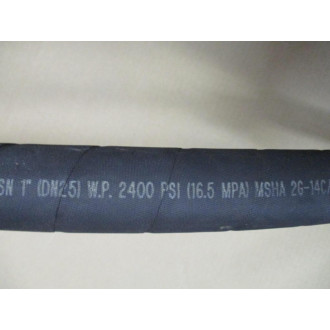 SN 1" (DN25) W.P. 2400 PSI (16.5 MPA) MSHA 2G-14C/